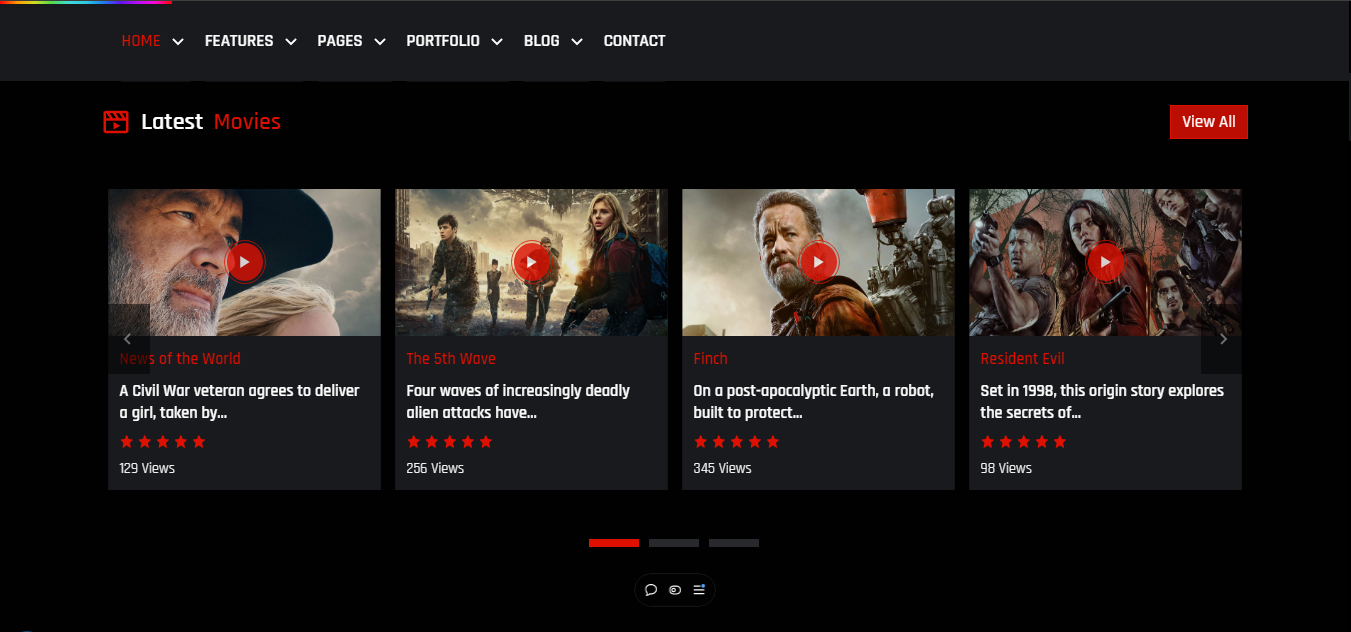 HOME FEATURES PAGES PORTFOLIO BLOG CONTACT
Latest Movies
View All
News of the World
A Civil War veteran agrees to deliver
a girl, taken by...
129 Views
The 5th Wave
Four waves of increasingly deadly
alien attacks have...
256 Views
Finch
On a post-apocalyptic Earth, a robot,
built to protect...
345 Views
Resident Evil
Set in 1998, this origin story explores
the secrets of...
98 Views